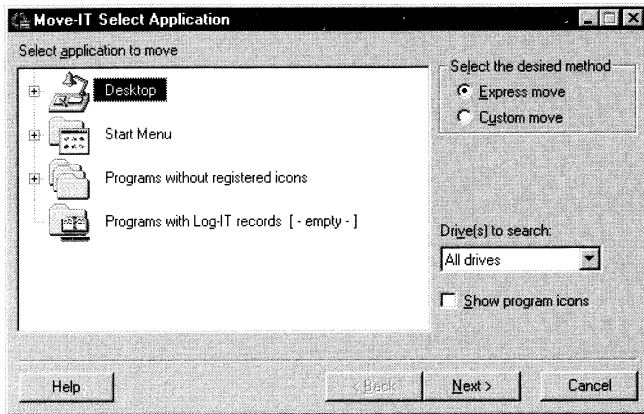 Move-IT Select Application
Select application to move
Desktop
Start Menu
Programs without registered icons
Programs with Log-IT records [ - empty - ]
Select the desired method
Express move
Custom move
Drive(s) to search:
All drives
Show program icons
Help
< Back
Next >
Cancel